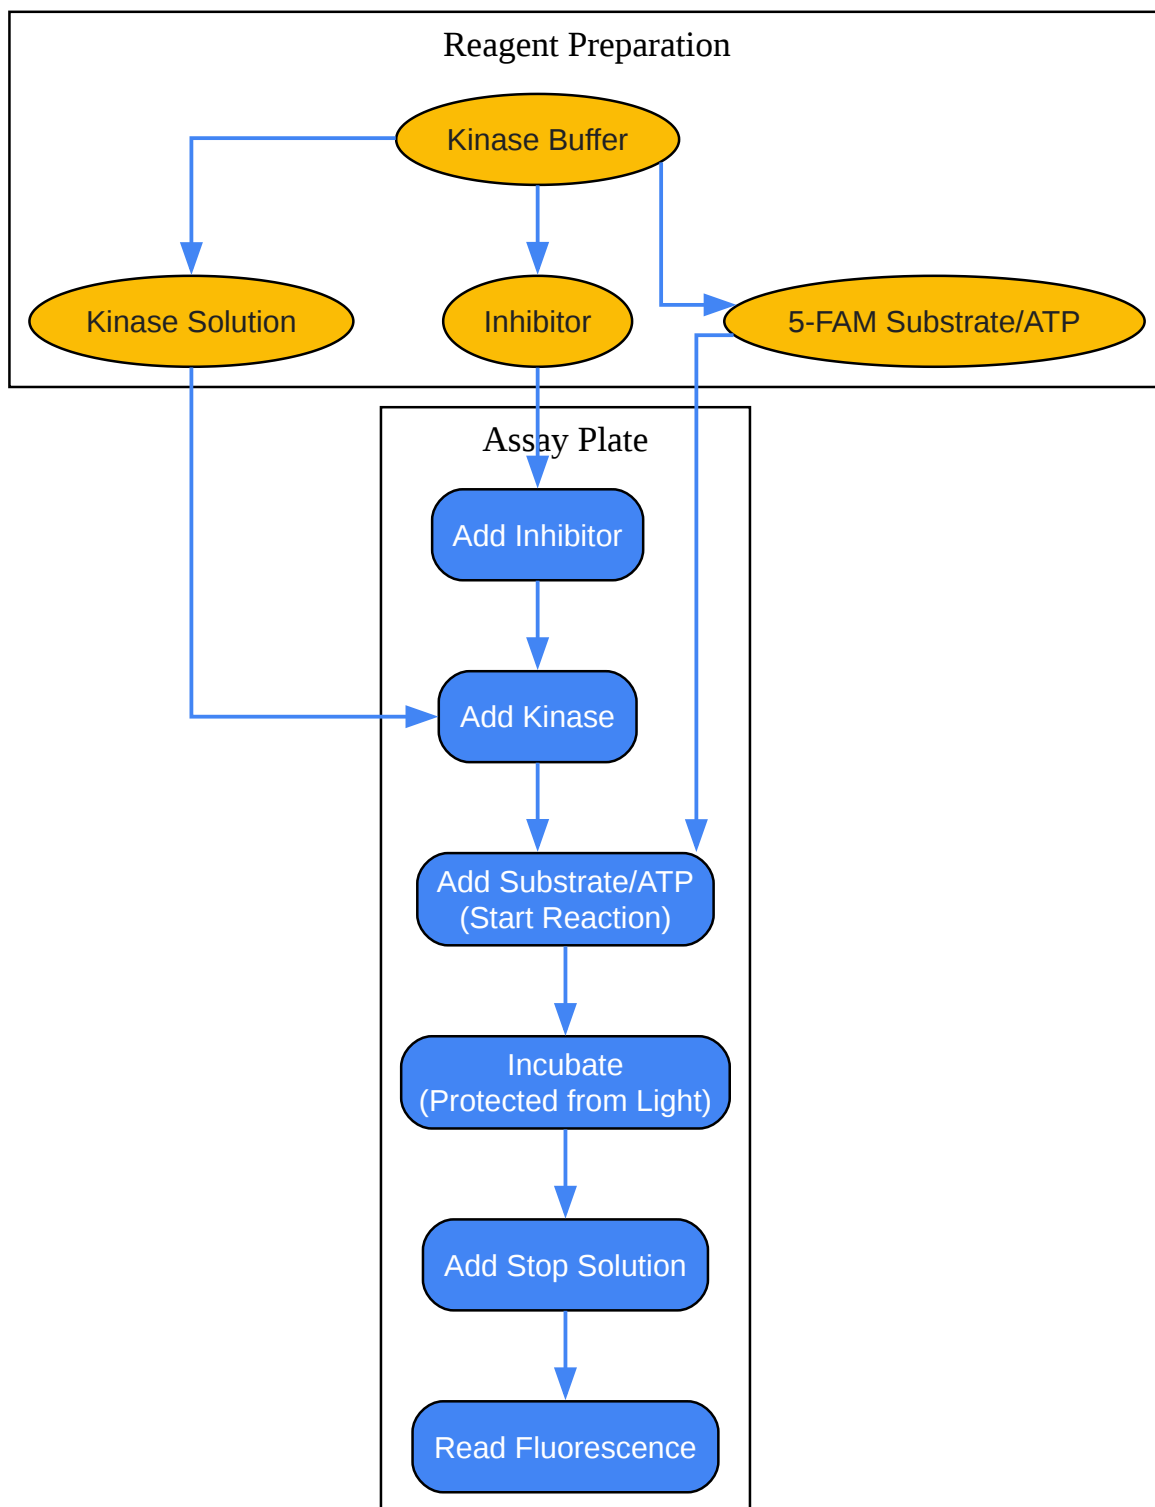 Reagent Preparation
Kinase Buffer
Kinase Solution
Inhibitor
5-FAM Substrate/ATP
Assay Plate
Add Inhibitor
Add Kinase
Add Substrate/ATP
(Start Reaction)
Incubate
(Protected from Light)
Add Stop Solution
Read Fluorescence